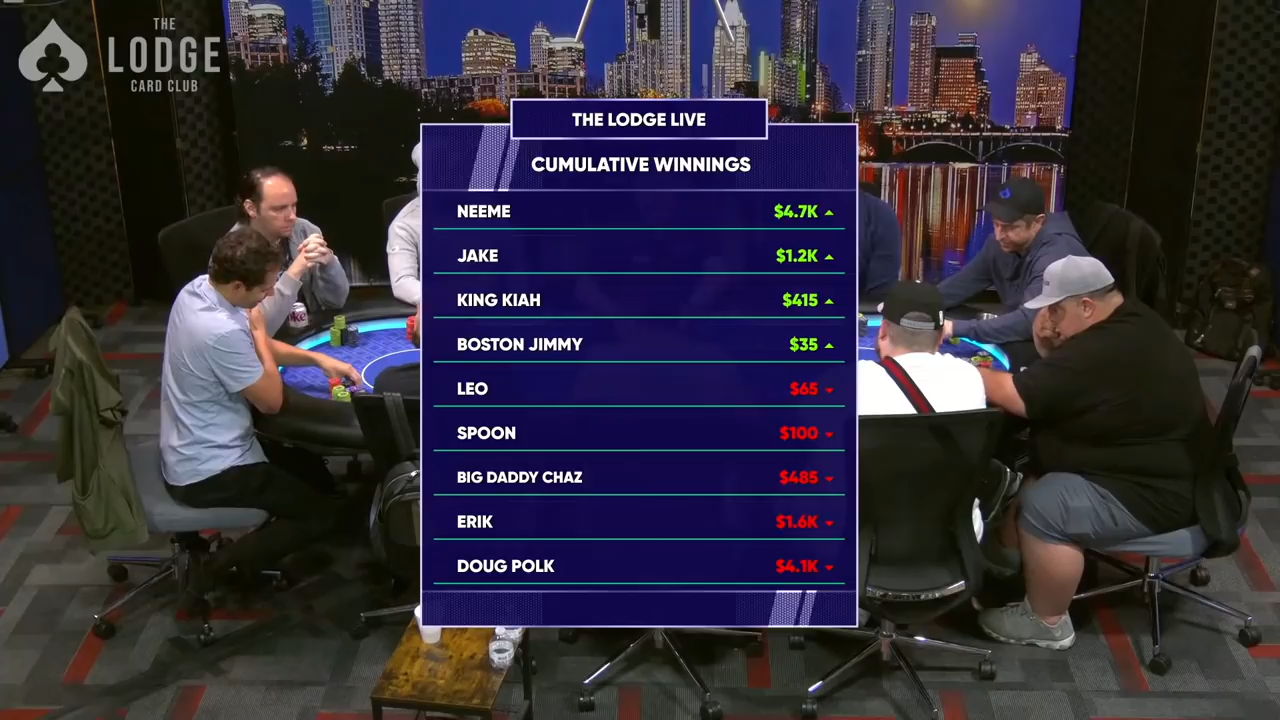 THE
LODGE
CARD CLUB
THE LODGE LIVE
CUMULATIVE WINNINGS
NEEME $4.7K
JAKE $1.2K
KING KIAH $415
BOSTON JIMMY $35
LEO $65
SPOON $100
BIG DADDY CHAZ $485
ERIK $1.6K
DOUG POLK $4.1K